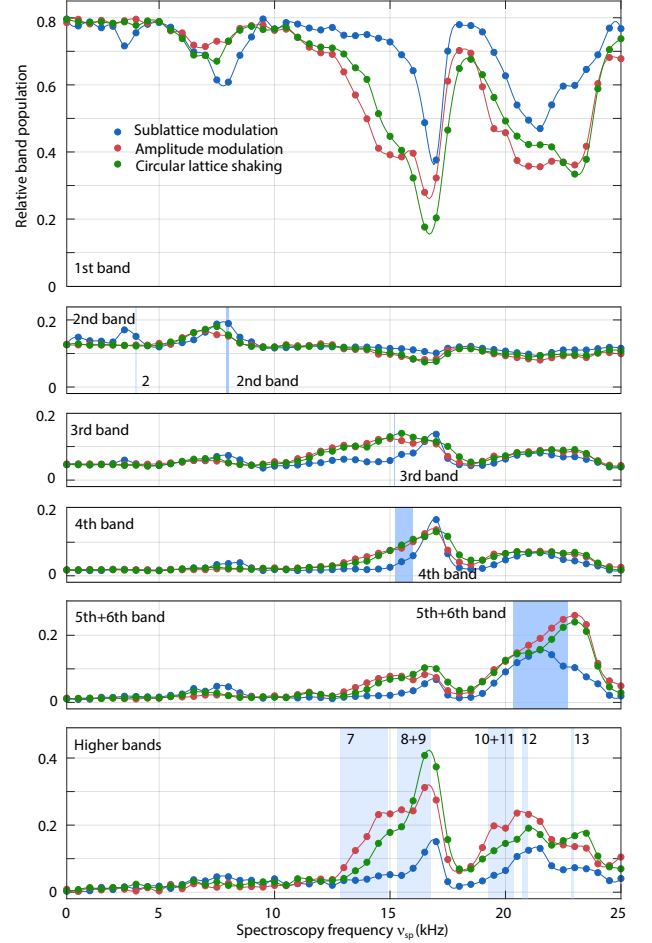 0.8
0.6
0.4
0.2
0
Relative band population
Sublattice modulation
Amplitude modulation
Circular lattice shaking
1st band
0.2
0
2nd band
2
2nd band
0.2
0
3rd band
3rd band
0.2
0
4th band
4th band
0.2
0
5th+6th band
5th+6th band
0.4
0.2
0
Higher bands
7
8+9
10+11
12
13
0
5
10
15
20
25
Spectroscopy frequency νsp (kHz)